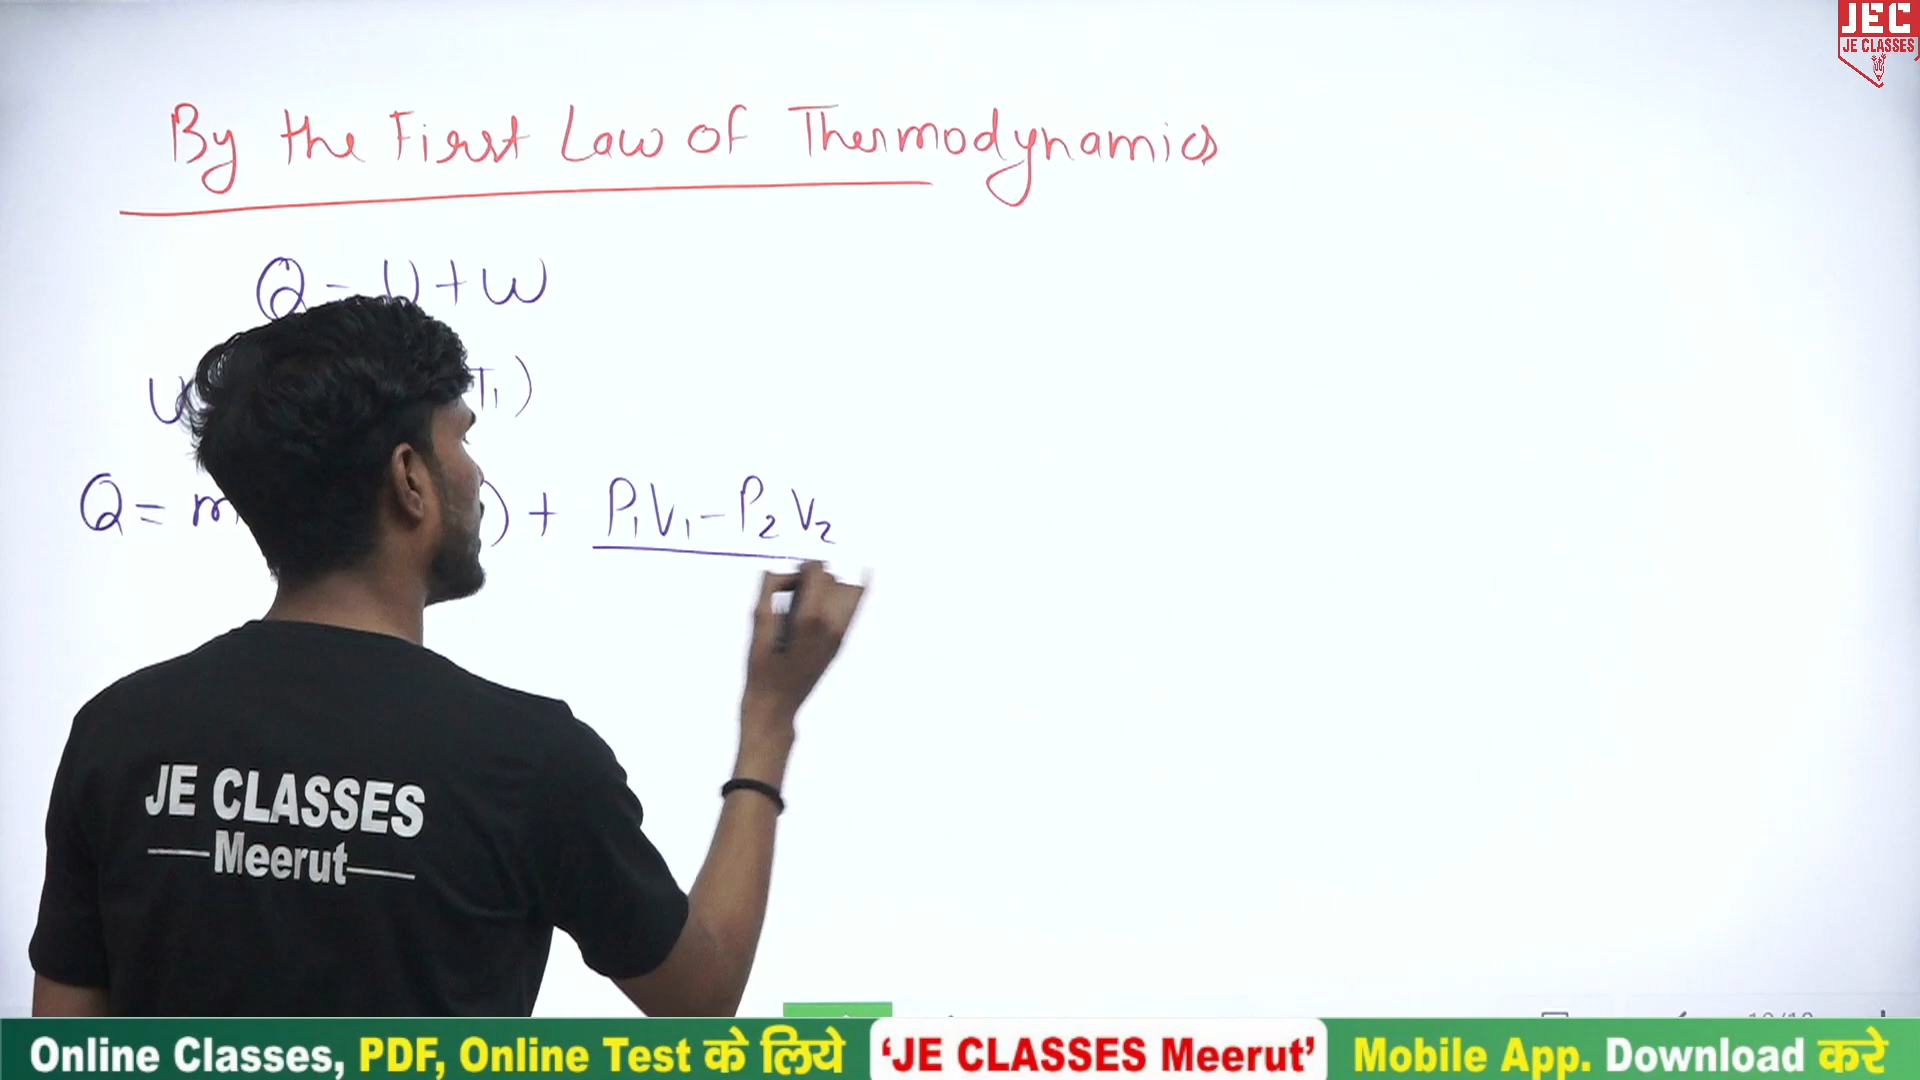 JEC
JE CLASSES
By the First Law of Thermodynamics
Q = U + W
U T₁)
Q = m ) + P₁V₁ - P₂V₂
JE CLASSES
Meerut
Online Classes, PDF, Online Test के लिये ‘JE CLASSES Meerut’ Mobile App. Download करे